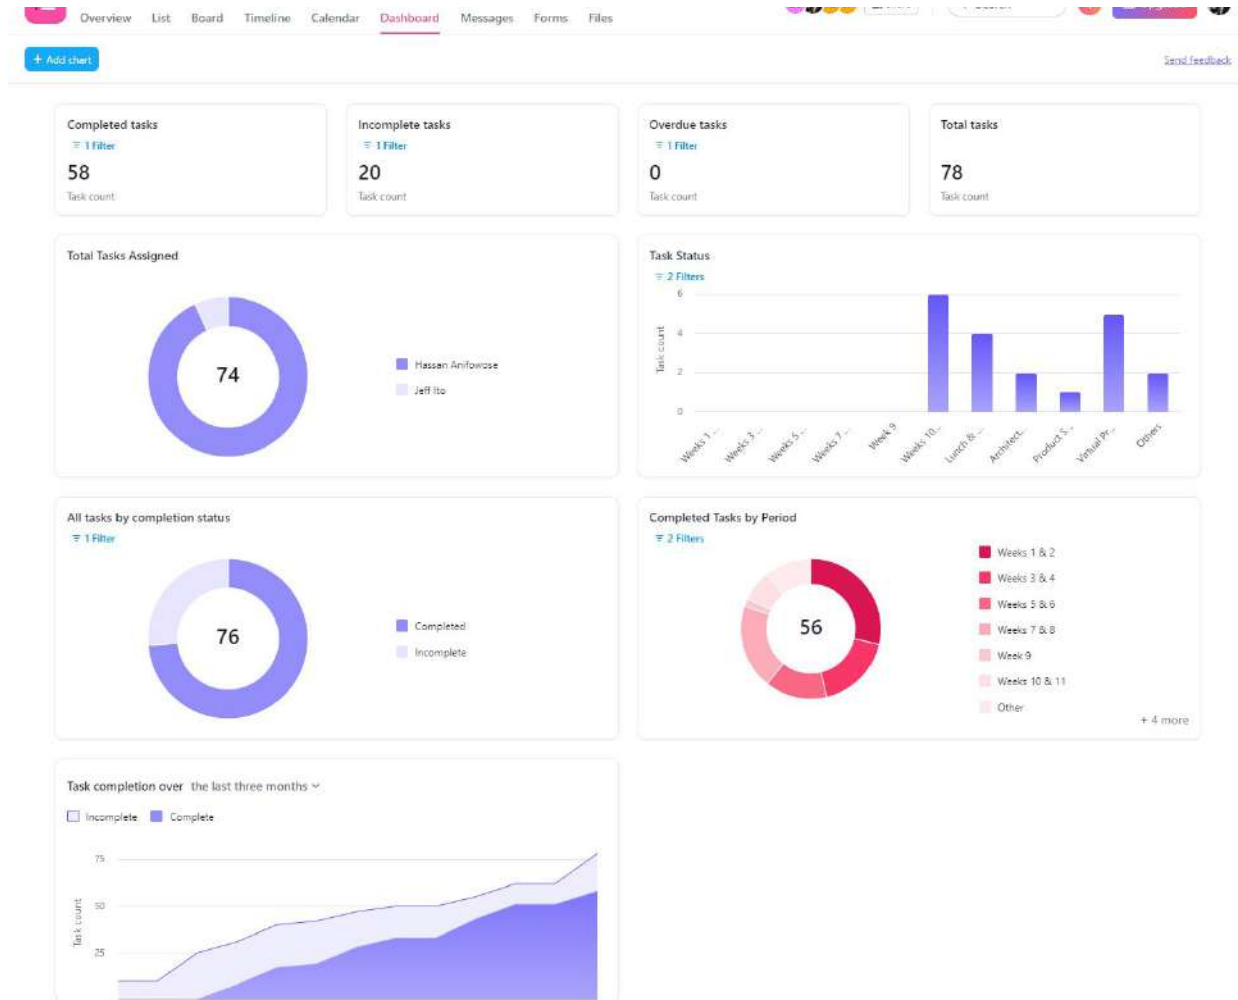 Overview List Board Timeline Calendar Dashboard Messages Forms Files
+ Add chart
Send feedback
Completed tasks
1 Filter
58
Task count
Incomplete tasks
1 Filter
20
Task count
Overdue tasks
1 Filter
0
Task count
Total tasks
78
Task count
Total Tasks Assigned
74
Hassan Anifowose
Jeff Ito
Task Status
2 Filters
Task count
6
4
2
0
Weeks 1 ...
Weeks 3 ...
Weeks 5 ...
Weeks 7 ...
Week 9
Weeks 10...
Lunch & ...
Architect...
Product S...
Virtual Pr...
Others
All tasks by completion status
1 Filter
76
Completed
Incomplete
Completed Tasks by Period
2 Filters
56
Weeks 1 & 2
Weeks 3 & 4
Weeks 5 & 6
Weeks 7 & 8
Week 9
Weeks 10 & 11
Other
+ 4 more
Task completion over the last three months
Incomplete Complete
Task count
75
50
25